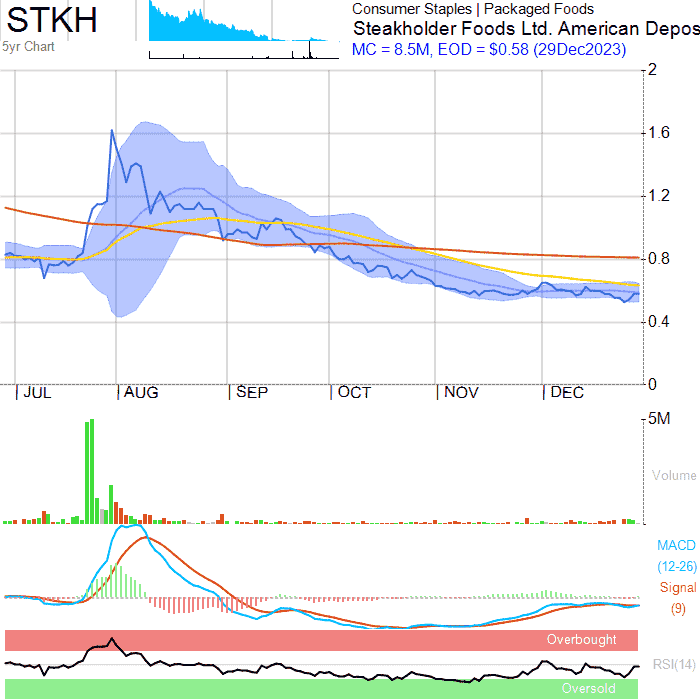 STKH
5yr Chart
Consumer Staples | Packaged Foods
Steakholder Foods Ltd. American Depos
MC = 8.5M, EOD = $0.58 (29Dec2023)
2
1.6
1.2
0.8
0.4
0
JUL AUG SEP OCT NOV DEC
5M
Volume
MACD
(12-26)
Signal
(9)
Overbought
RSI(14)
Oversold